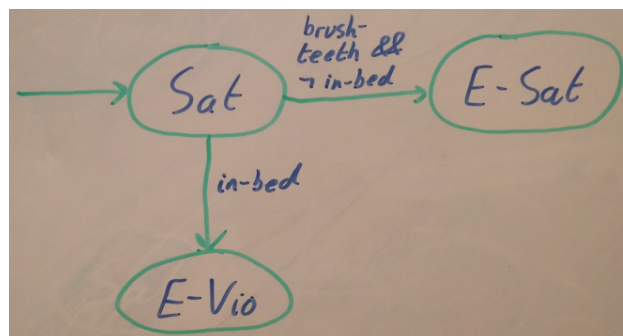 brush-
teeth &&
¬ in-bed
Sat
E-Sat
in-bed
E-Vio